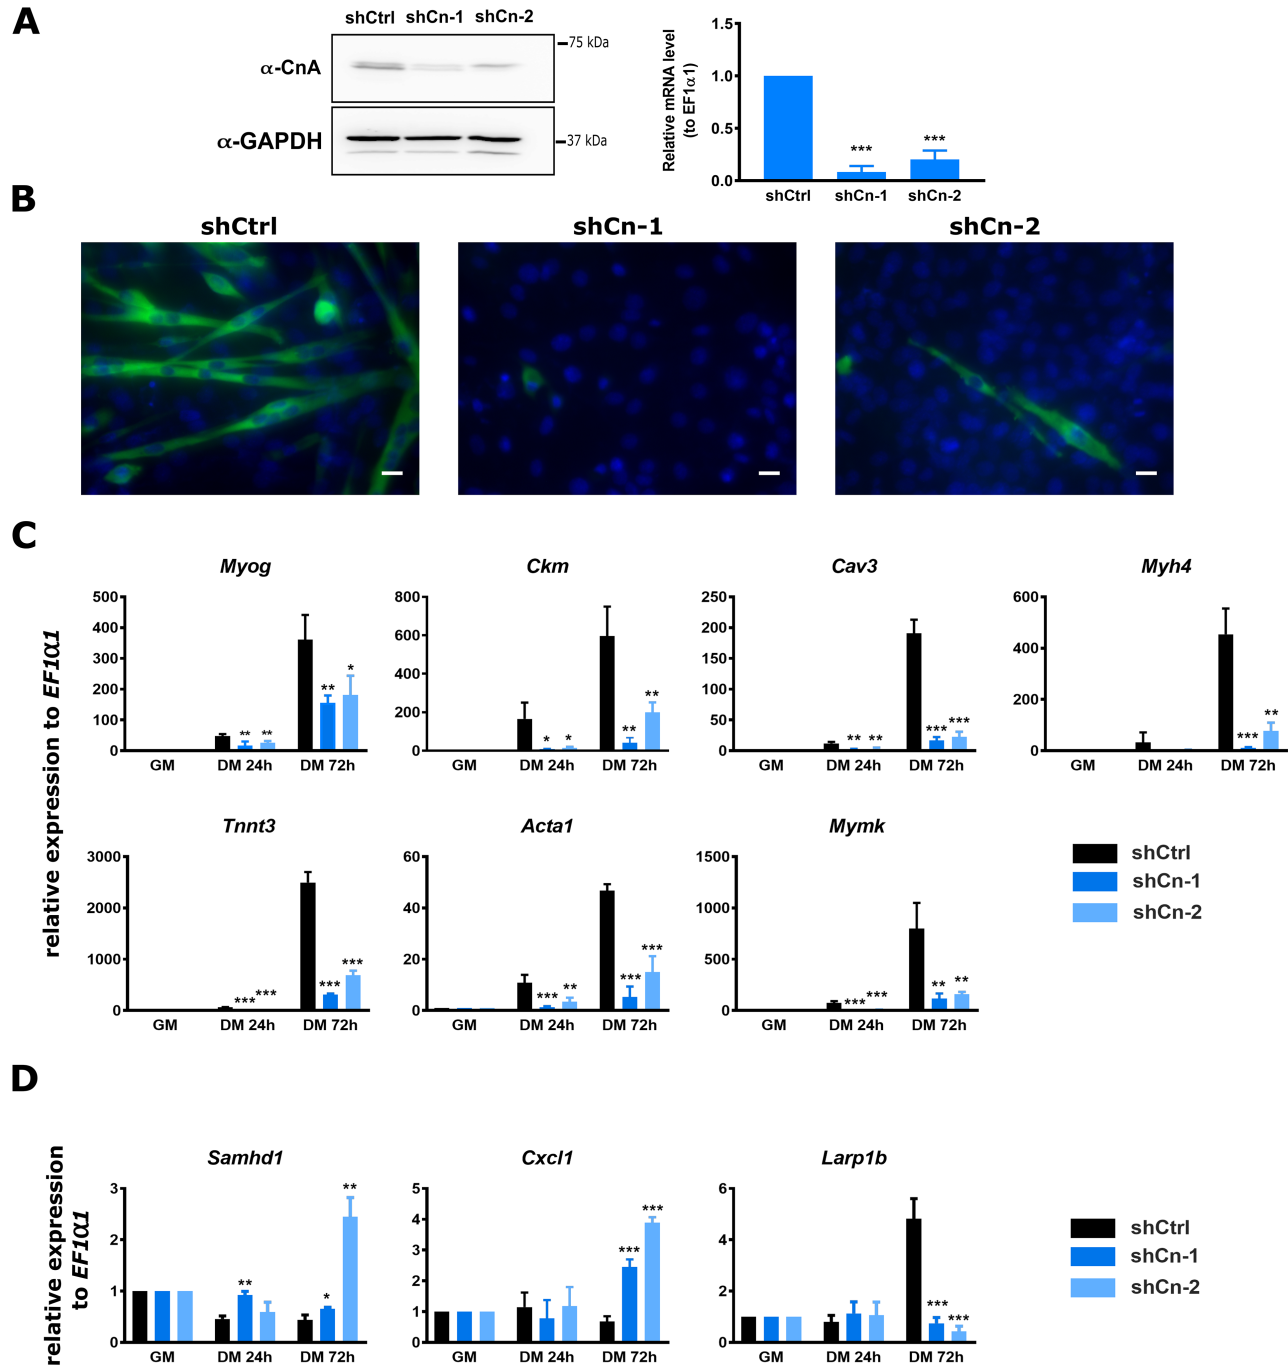 A
shCtrl shCn-1 shCn-2
α-CnA
75 kDa
α-GAPDH
37 kDa
Relative mRNA level
(to EF1α1)
1.5
1.0
0.5
0.0
***
***
shCtrl shCn-1 shCn-2
B
shCtrl
shCn-1
shCn-2
C
relative expression to EF1α1
Myog
500
400
300
200
100
0
** **
** *
GM DM 24h DM 72h
Ckm
800
600
400
200
0
* *
** **
GM DM 24h DM 72h
Cav3
250
200
150
100
50
0
** **
*** ***
GM DM 24h DM 72h
Myh4
600
400
200
0
*** **
GM DM 24h DM 72h
Tnnt3
3000
2000
1000
0
*** ***
*** ***
GM DM 24h DM 72h
Acta1
60
40
20
0
*** **
*** ***
GM DM 24h DM 72h
Mymk
1500
1000
500
0
*** ***
** **
GM DM 24h DM 72h
shCtrl
shCn-1
shCn-2
D
relative expression
to EF1α1
Samhd1
3
2
1
0
**
* **
GM DM 24h DM 72h
Cxcl1
5
4
3
2
1
0
*** ***
GM DM 24h DM 72h
Larp1b
6
4
2
0
*** ***
GM DM 24h DM 72h
shCtrl
shCn-1
shCn-2